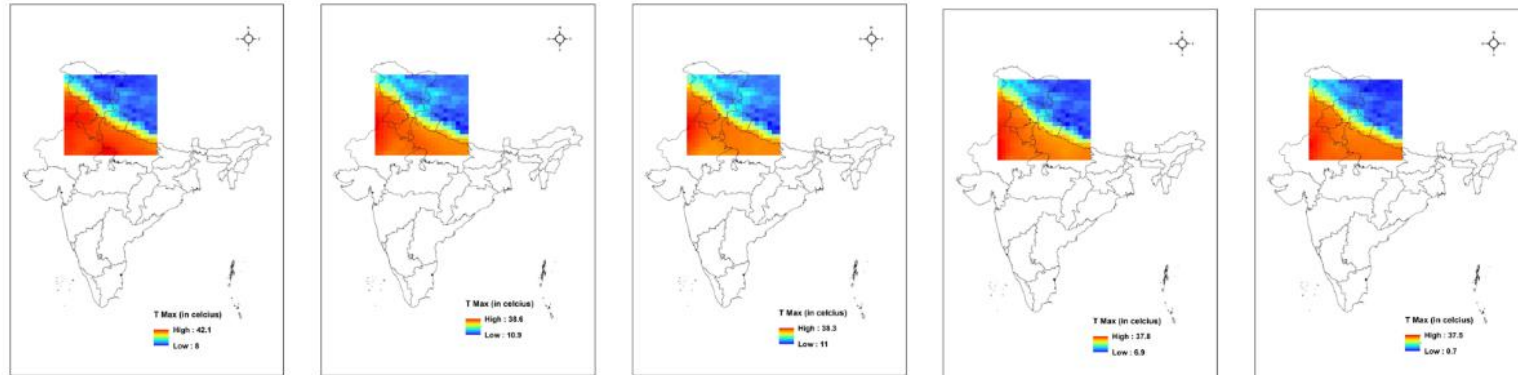 T Max (in celcius)
High : 42.1
Low : 8
T Max (in celcius)
High : 38.6
Low : 10.9
T Max (in celcius)
High : 38.3
Low : 11
T Max (in celcius)
High : 37.8
Low : 6.9
T Max (in celcius)
High : 37.5
Low : 0.7